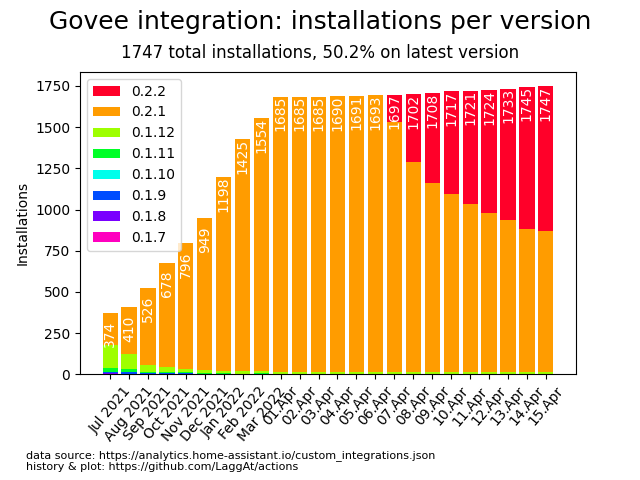 Govee integration: installations per version
1747 total installations, 50.2% on latest version
Installations
1750
1500
1250
1000
750
500
250
0
0.2.2
0.2.1
0.1.12
0.1.11
0.1.10
0.1.9
0.1.8
0.1.7
374
410
526
678
796
949
1198
1425
1554
1685
1685
1685
1690
1691
1693
1697
1702
1708
1717
1721
1724
1733
1745
1747
Jul 2021
Aug 2021
Sep 2021
Oct 2021
Nov 2021
Dec 2021
Jan 2022
Feb 2022
Mar 2022
01.Apr
02.Apr
03.Apr
04.Apr
05.Apr
06.Apr
07.Apr
08.Apr
09.Apr
10.Apr
11.Apr
12.Apr
13.Apr
14.Apr
15.Apr
data source: https://analytics.home-assistant.io/custom_integrations.json
history & plot: https://github.com/LaggAt/actions